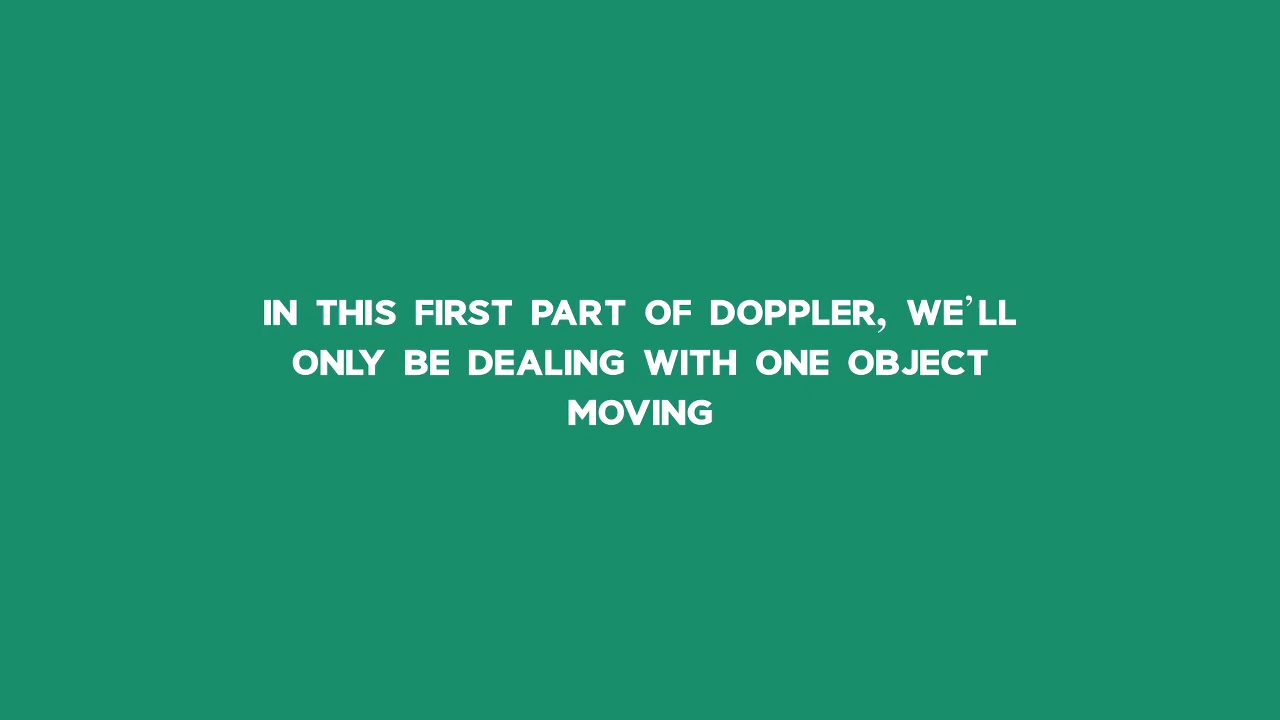 IN THIS FIRST PART OF DOPPLER, WE'LL
ONLY BE DEALING WITH ONE OBJECT
MOVING